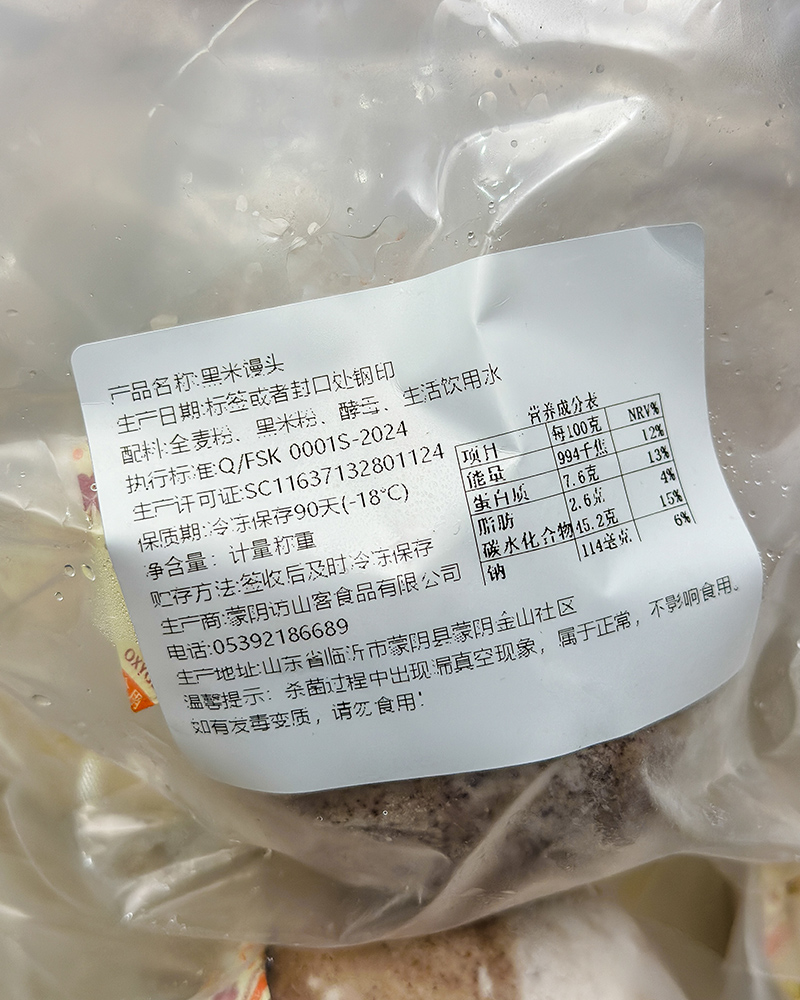 产品名称:黑米馒头
生产日期:标签或者封口处钢印
配料:全麦粉、黑米粉、酵母、生活饮用水
执行标准:Q/FSK 0001S-2024
生产许可证:SC11637132801124
保质期:冷冻保存90天(-18℃)
净含量：计量称重
贮存方法:签收后及时冷冻保存
生产商:蒙阴访山客食品有限公司
电话:05392186689
生产地址:山东省临沂市蒙阴县蒙阴金山社区
温馨提示：杀菌过程中出现漏真空现象，属于正常，不影响食用。
如有发毒变质，请勿食用！
营养成分表
项目 每100克 NRV%
能量 994千焦 12%
蛋白质 7.6克 13%
脂肪 2.6克 4%
碳水化合物 45.2克 15%
钠 114毫克 6%
OXY